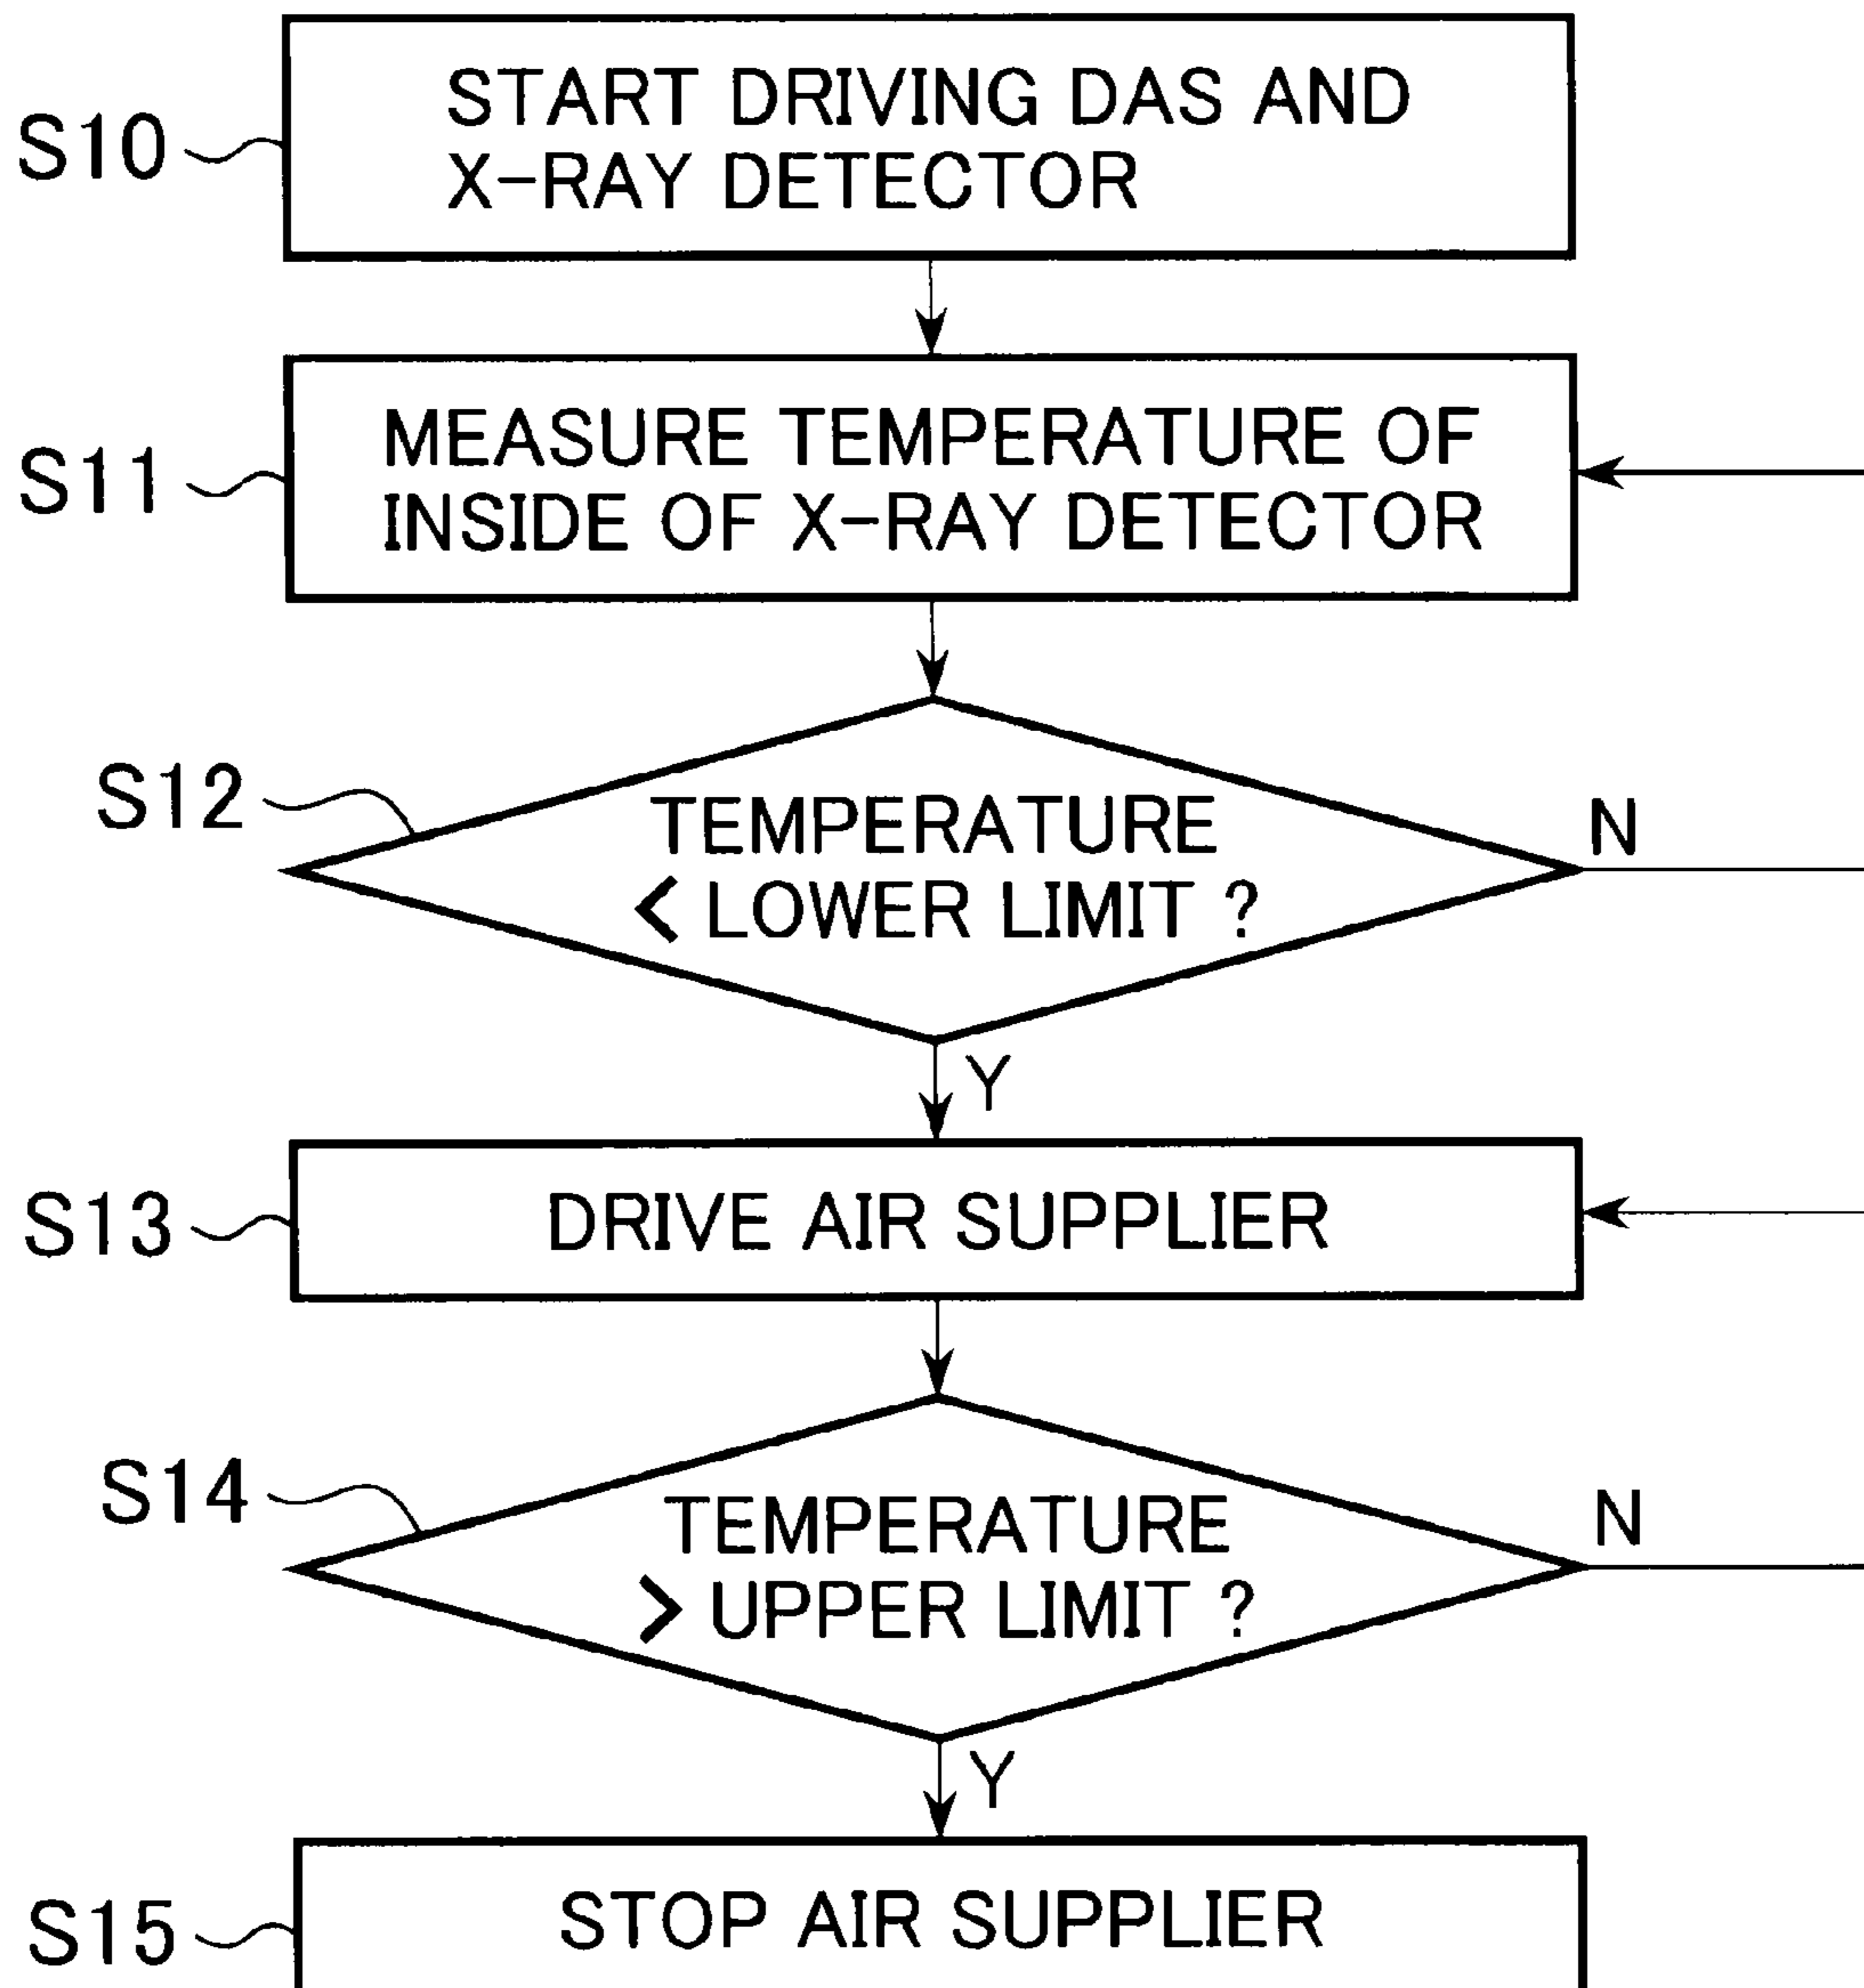 S10
START DRIVING DAS AND
X-RAY DETECTOR
S11
MEASURE TEMPERATURE OF
INSIDE OF X-RAY DETECTOR
S12
TEMPERATURE
< LOWER LIMIT ?
N
Y
S13
DRIVE AIR SUPPLIER
S14
TEMPERATURE
> UPPER LIMIT ?
N
Y
S15
STOP AIR SUPPLIER